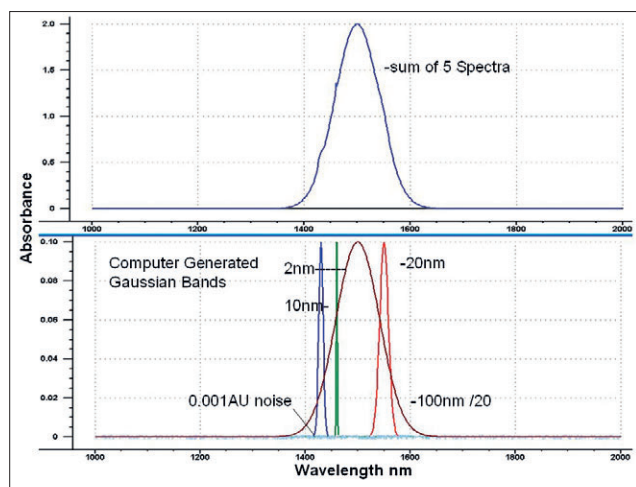 2.0
-sum of 5 Spectra
1.5
1.0
0.5
0
1000 1200 1400 1600 1800 2000
Absorbance
0.10
Computer Generated
Gaussian Bands
2nm
-20nm
0.08
10nm
0.06
0.04
0.02
0.001AU noise
-100nm /20
0
1000 1200 1400 1600 1800 2000
Wavelength nm